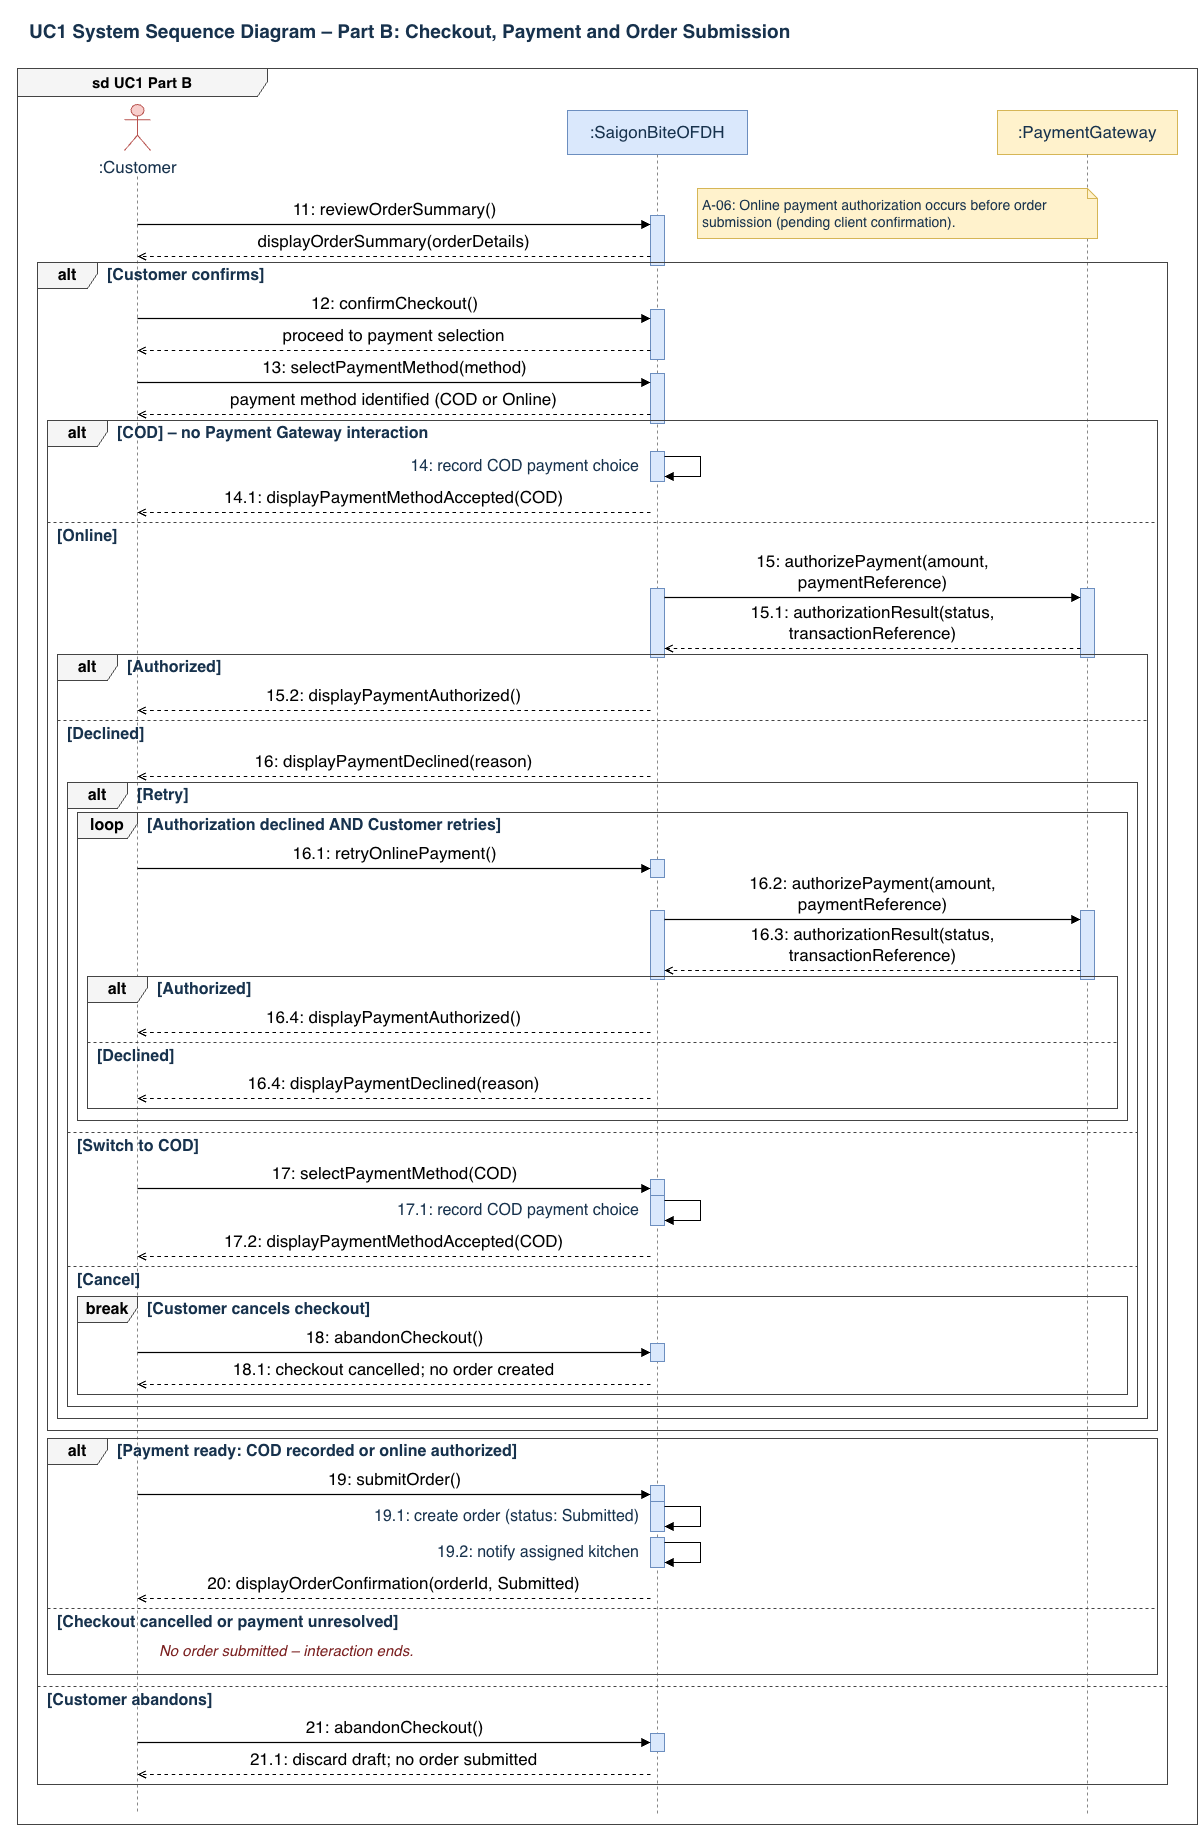 UC1 System Sequence Diagram – Part B: Checkout, Payment and Order Submission
sd UC1 Part B
:Customer
:SaigonBiteOFDH
:PaymentGateway
A-06: Online payment authorization occurs before order
submission (pending client confirmation).
11: reviewOrderSummary()
displayOrderSummary(orderDetails)
alt
[Customer confirms]
12: confirmCheckout()
proceed to payment selection
13: selectPaymentMethod(method)
payment method identified (COD or Online)
alt
[COD] – no Payment Gateway interaction
14: record COD payment choice
14.1: displayPaymentMethodAccepted(COD)
[Online]
15: authorizePayment(amount,
paymentReference)
15.1: authorizationResult(status,
transactionReference)
alt
[Authorized]
15.2: displayPaymentAuthorized()
[Declined]
16: displayPaymentDeclined(reason)
alt
[Retry]
loop
[Authorization declined AND Customer retries]
16.1: retryOnlinePayment()
16.2: authorizePayment(amount,
paymentReference)
16.3: authorizationResult(status,
transactionReference)
alt
[Authorized]
16.4: displayPaymentAuthorized()
[Declined]
16.4: displayPaymentDeclined(reason)
[Switch to COD]
17: selectPaymentMethod(COD)
17.1: record COD payment choice
17.2: displayPaymentMethodAccepted(COD)
[Cancel]
break
[Customer cancels checkout]
18: abandonCheckout()
18.1: checkout cancelled; no order created
alt
[Payment ready: COD recorded or online authorized]
19: submitOrder()
19.1: create order (status: Submitted)
19.2: notify assigned kitchen
20: displayOrderConfirmation(orderId, Submitted)
[Checkout cancelled or payment unresolved]
No order submitted – interaction ends.
[Customer abandons]
21: abandonCheckout()
21.1: discard draft; no order submitted